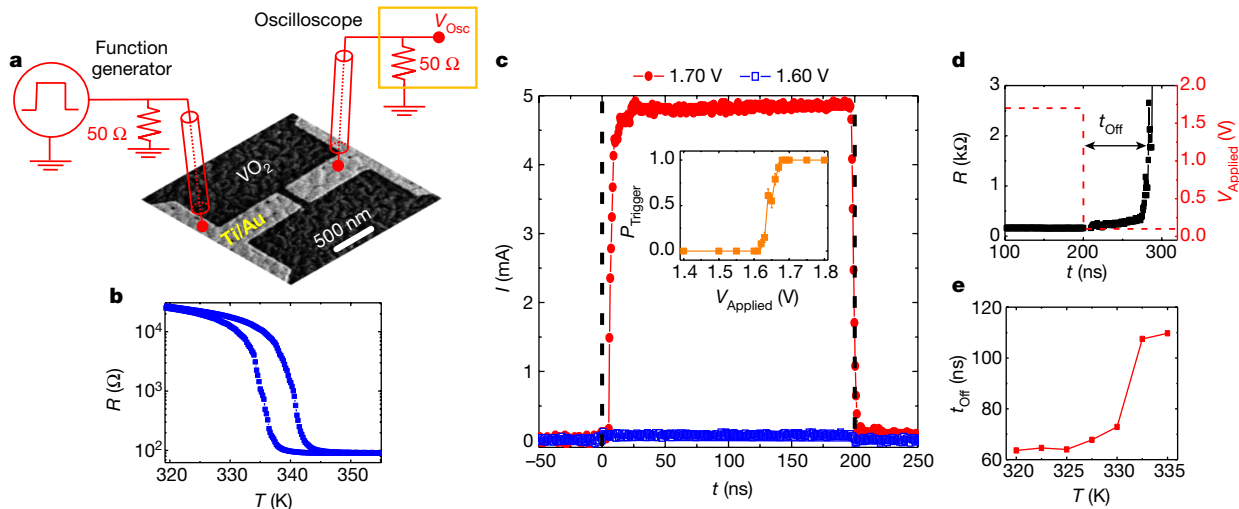 a
Function
generator
50 Ω
Oscilloscope
V_Osc
50 Ω
VO₂
Ti/Au
500 nm
b
R (Ω)
10⁴
10³
10²
320 330 340 350
T (K)
c
1.70 V 1.60 V
I (mA)
5
4
3
2
1
0
–50 0 50 100 150 200 250
t (ns)
P_Trigger
1.0
0.5
0.0
1.4 1.5 1.6 1.7 1.8
V_Applied (V)
d
R (kΩ)
3
2
1
0
t_Off
2.0
1.5
1.0
0.5
0.0
V_Applied (V)
100 200 300
t (ns)
e
t_Off (ns)
120
100
80
60
320 325 330 335
T (K)